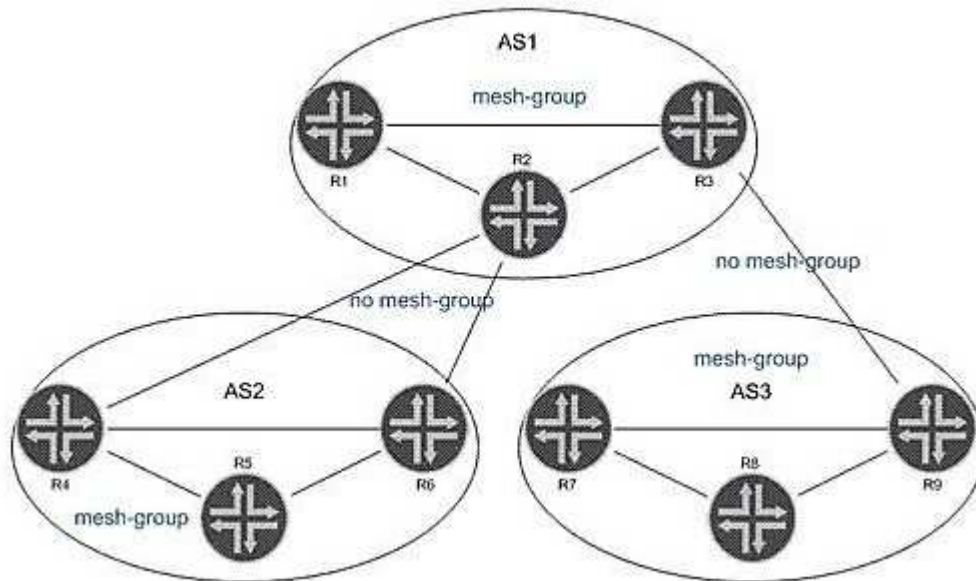 AS1
mesh-group
R1
R2
R3
no mesh-group
no mesh-group
mesh-group
AS2
AS3
R4
R5
R6
R7
R8
R9
mesh-group